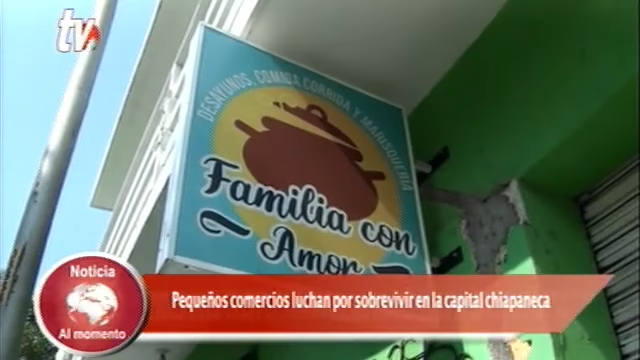 tv
DESAYUNOS, COMIDA CORRIDA Y MARISQUERIA
Familia con
Amor
Noticia
Al momento
Pequeños comercios luchan por sobrevivir en la capital chiapaneca